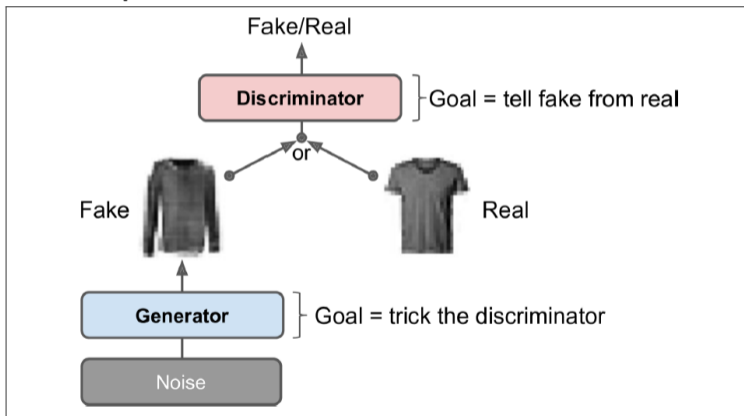 Fake/Real
Discriminator
Goal = tell fake from real
or
Fake
Real
Generator
Goal = trick the discriminator
Noise